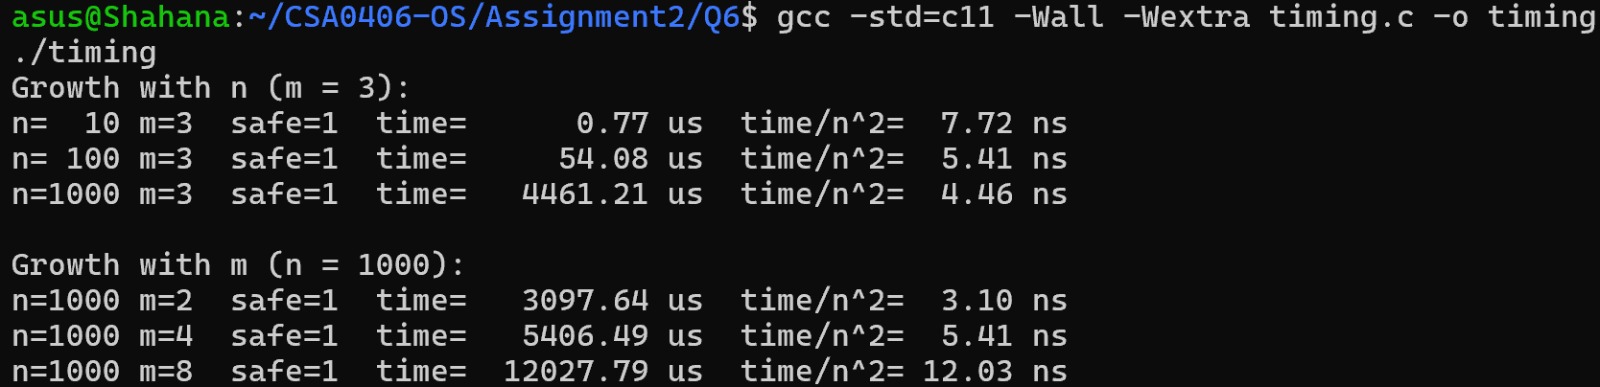 asus@Shahana:~/CSA0406-OS/Assignment2/Q6$ gcc -std=c11 -Wall -Wextra timing.c -o timing
./timing
Growth with n (m = 3):
n=  10 m=3  safe=1  time=      0.77 us  time/n^2=  7.72 ns
n= 100 m=3  safe=1  time=     54.08 us  time/n^2=  5.41 ns
n=1000 m=3  safe=1  time=   4461.21 us  time/n^2=  4.46 ns

Growth with m (n = 1000):
n=1000 m=2  safe=1  time=   3097.64 us  time/n^2=  3.10 ns
n=1000 m=4  safe=1  time=   5406.49 us  time/n^2=  5.41 ns
n=1000 m=8  safe=1  time=  12027.79 us  time/n^2= 12.03 ns